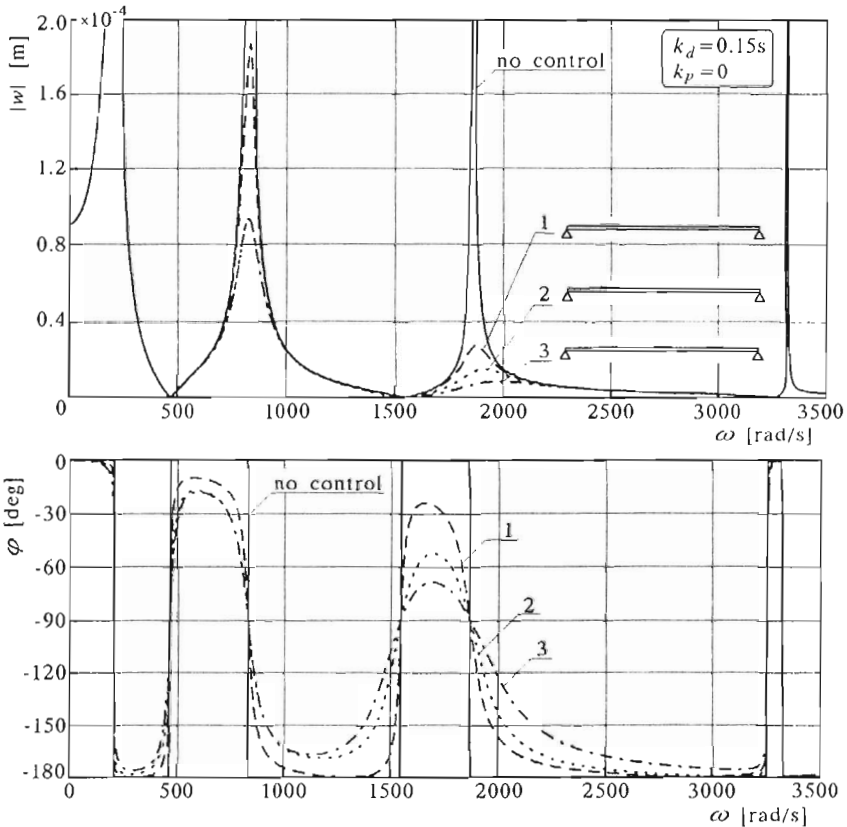 2.0
×10⁻⁴
|w| [m]
1.6
1.2
0.8
0.4
0
k_d=0.15s
k_p=0
no control
1
2
3
0 500 1000 1500 2000 2500 3000 3500
ω [rad/s]
φ [deg]
0
-30
-60
-90
-120
-150
-180
no control
1
2
3
0 500 1000 1500 2000 2500 3000 3500
ω [rad/s]